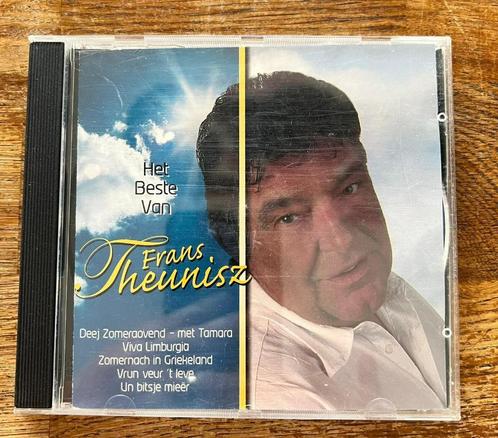 Het
Beste
Van
Frans
Theunisz
Deej Zomeraovend - met Tamara
Viva Limburgia
Zomernach in Griekeland
Vrun veur 't leve
Un bitsje mieër